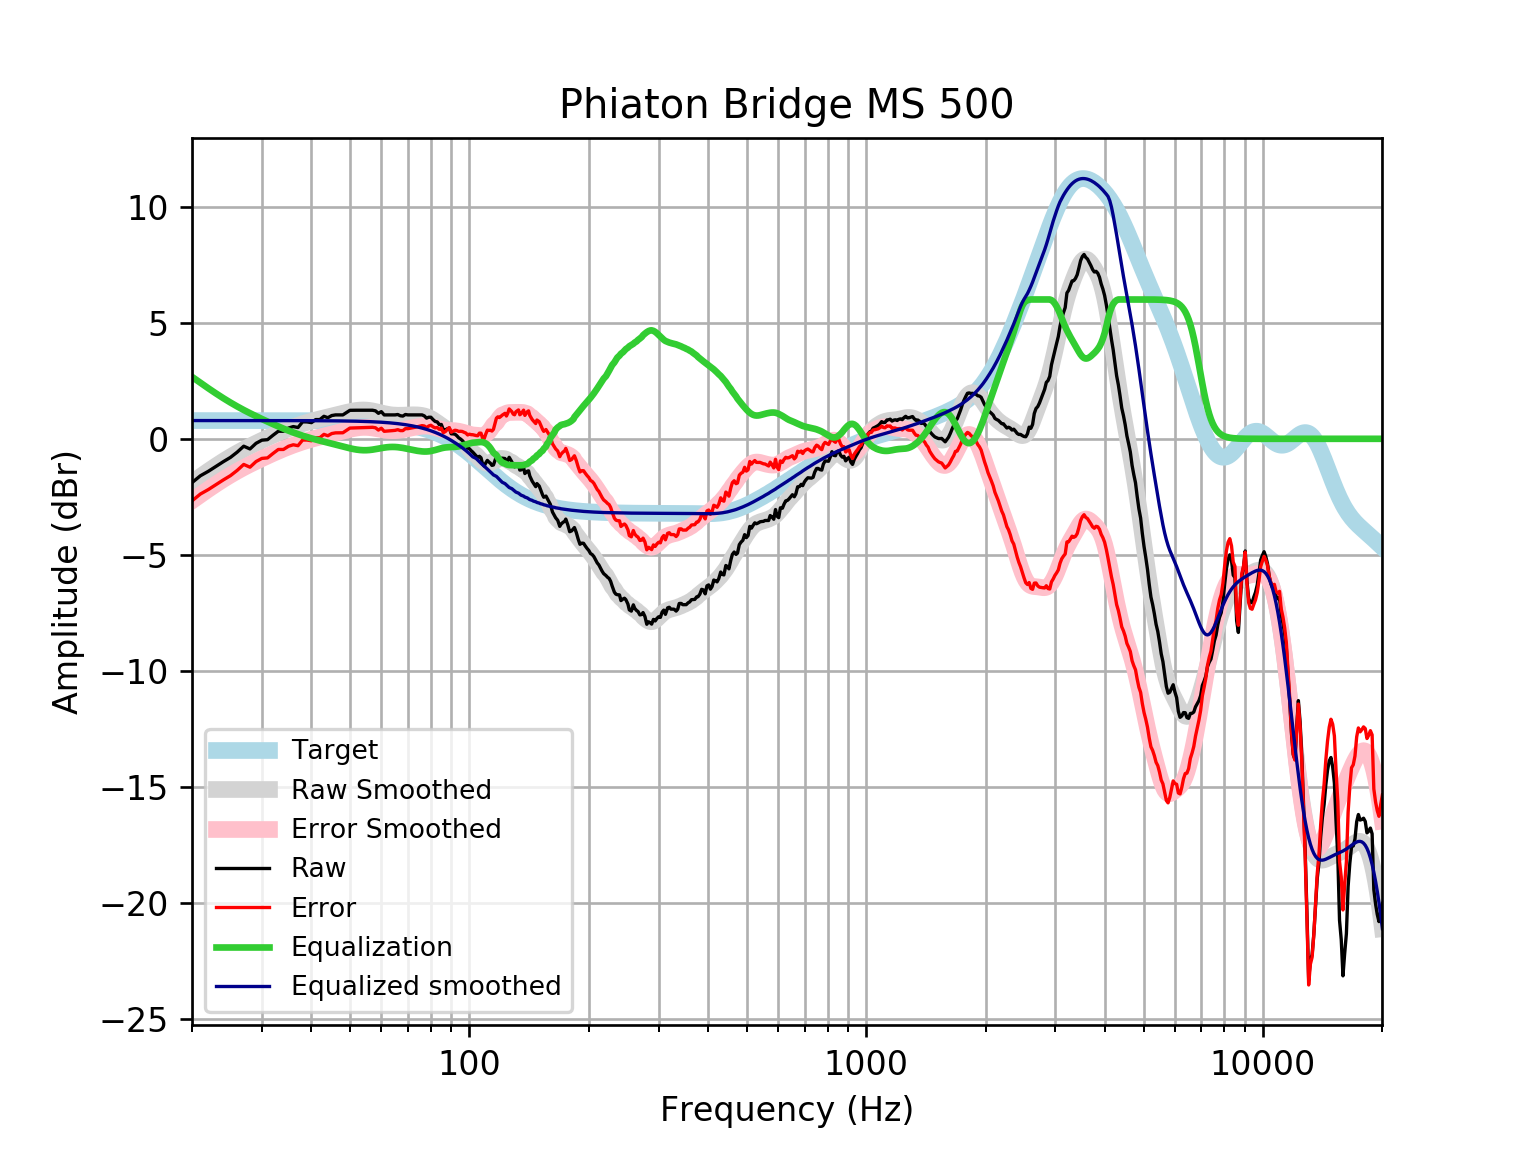 Phiaton Bridge MS 500
Amplitude (dBr)
10
5
0
−5
−10
−15
−20
−25
Target
Raw Smoothed
Error Smoothed
Raw
Error
Equalization
Equalized smoothed
100
1000
10000
Frequency (Hz)